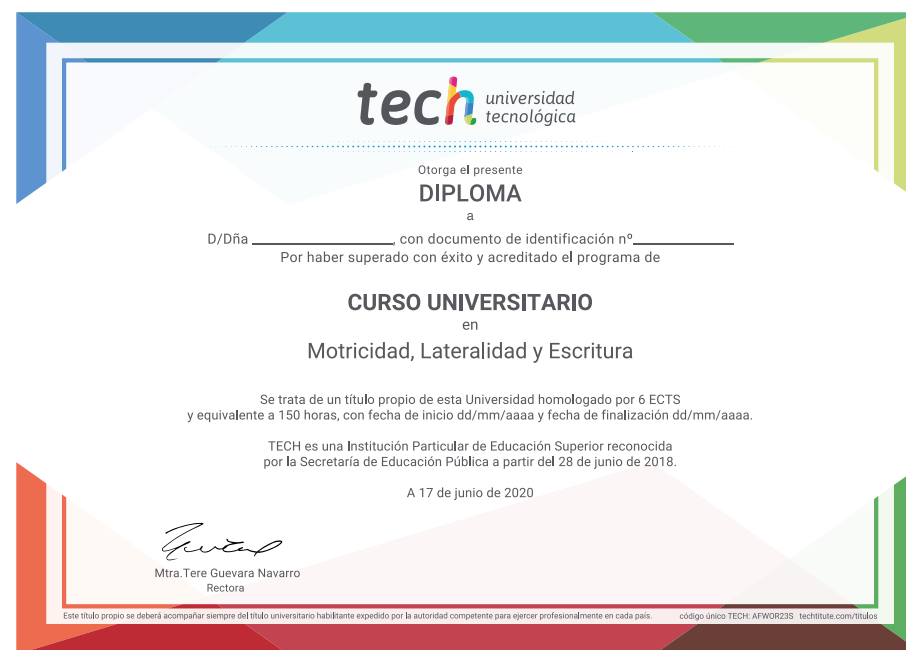 tech universidad
tecnológica
Otorga el presente
DIPLOMA
a
D/Dña ________________, con documento de identificación nº____________
Por haber superado con éxito y acreditado el programa de
CURSO UNIVERSITARIO
en
Motricidad, Lateralidad y Escritura
Se trata de un título propio de esta Universidad homologado por 6 ECTS
y equivalente a 150 horas, con fecha de inicio dd/mm/aaaa y fecha de finalización dd/mm/aaaa.
TECH es una Institución Particular de Educación Superior reconocida
por la Secretaría de Educación Pública a partir del 28 de junio de 2018.
A 17 de junio de 2020
Mtra.Tere Guevara Navarro
Rectora
Este título propio se deberá acompañar siempre del título universitario habilitante expedido por la autoridad competente para ejercer profesionalmente en cada país. código único TECH: AFWOR23S techtitute.com/titulos